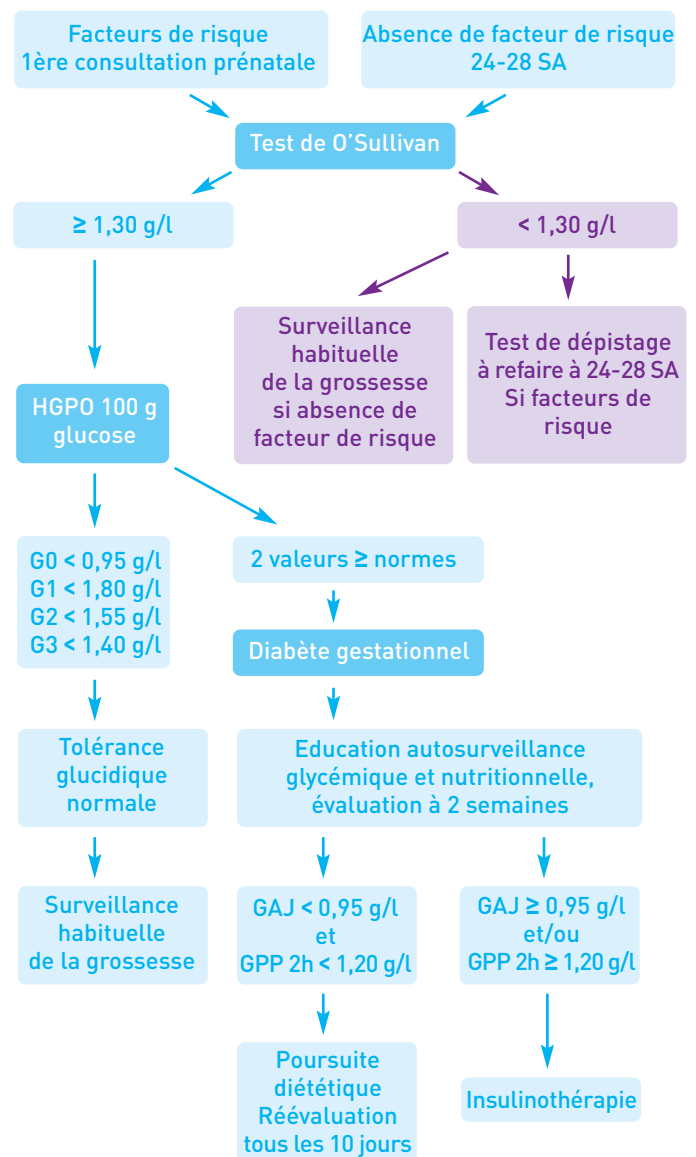 Facteurs de risque
1ère consultation prénatale
Absence de facteur de risque
24-28 SA
Test de O’Sullivan
≥ 1,30 g/l
< 1,30 g/l
Surveillance
habituelle
de la grossesse
si absence de
facteur de risque
Test de dépistage
à refaire à 24-28 SA
Si facteurs de
risque
HGPO 100 g
glucose
G0 < 0,95 g/l
G1 < 1,80 g/l
G2 < 1,55 g/l
G3 < 1,40 g/l
2 valeurs ≥ normes
Diabète gestationnel
Tolérance
glucidique
normale
Education autosurveillance
glycémique et nutritionnelle,
évaluation à 2 semaines
Surveillance
habituelle
de la grossesse
GAJ < 0,95 g/l
et
GPP 2h < 1,20 g/l
GAJ ≥ 0,95 g/l
et/ou
GPP 2h ≥ 1,20 g/l
Poursuite
diététique
Réévaluation
tous les 10 jours
Insulinothérapie